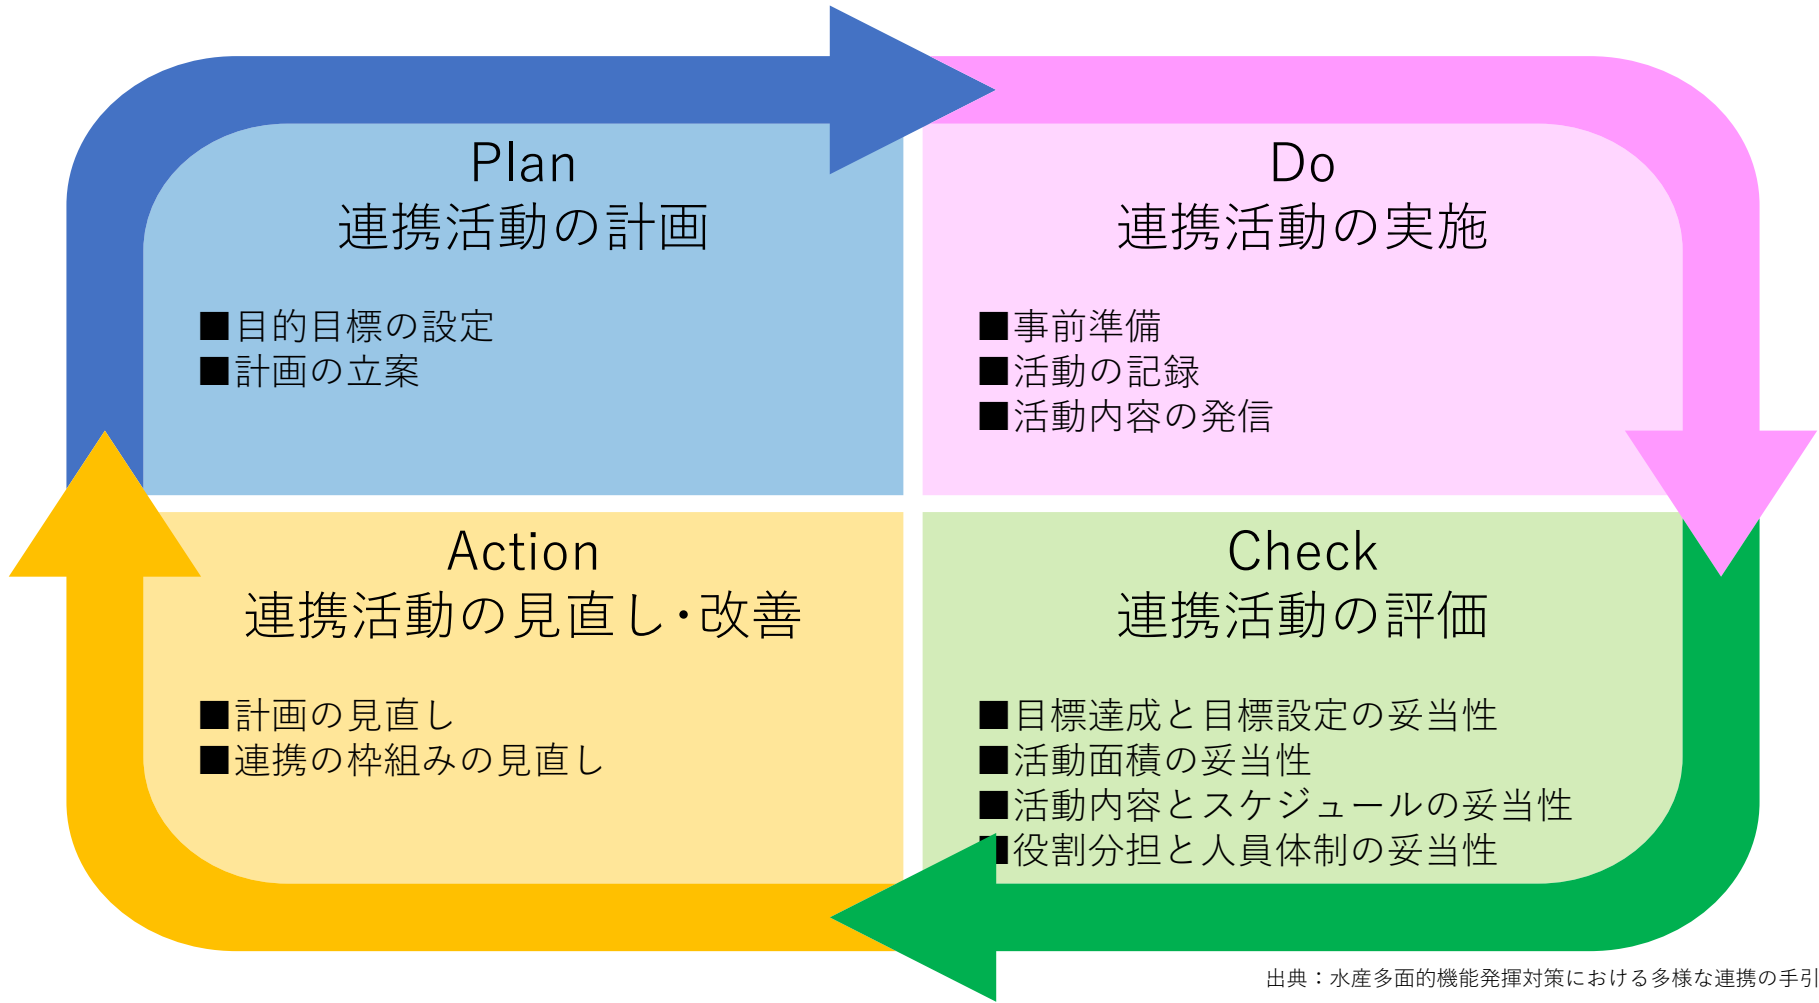 Plan
連携活動の計画
■目的目標の設定
■計画の立案
Do
連携活動の実施
■事前準備
■活動の記録
■活動内容の発信
Action
連携活動の見直し･改善
■計画の見直し
■連携の枠組みの見直し
Check
連携活動の評価
■目標達成と目標設定の妥当性
■活動面積の妥当性
■活動内容とスケジュールの妥当性
■役割分担と人員体制の妥当性
出典：水産多面的機能発揮対策における多様な連携の手引